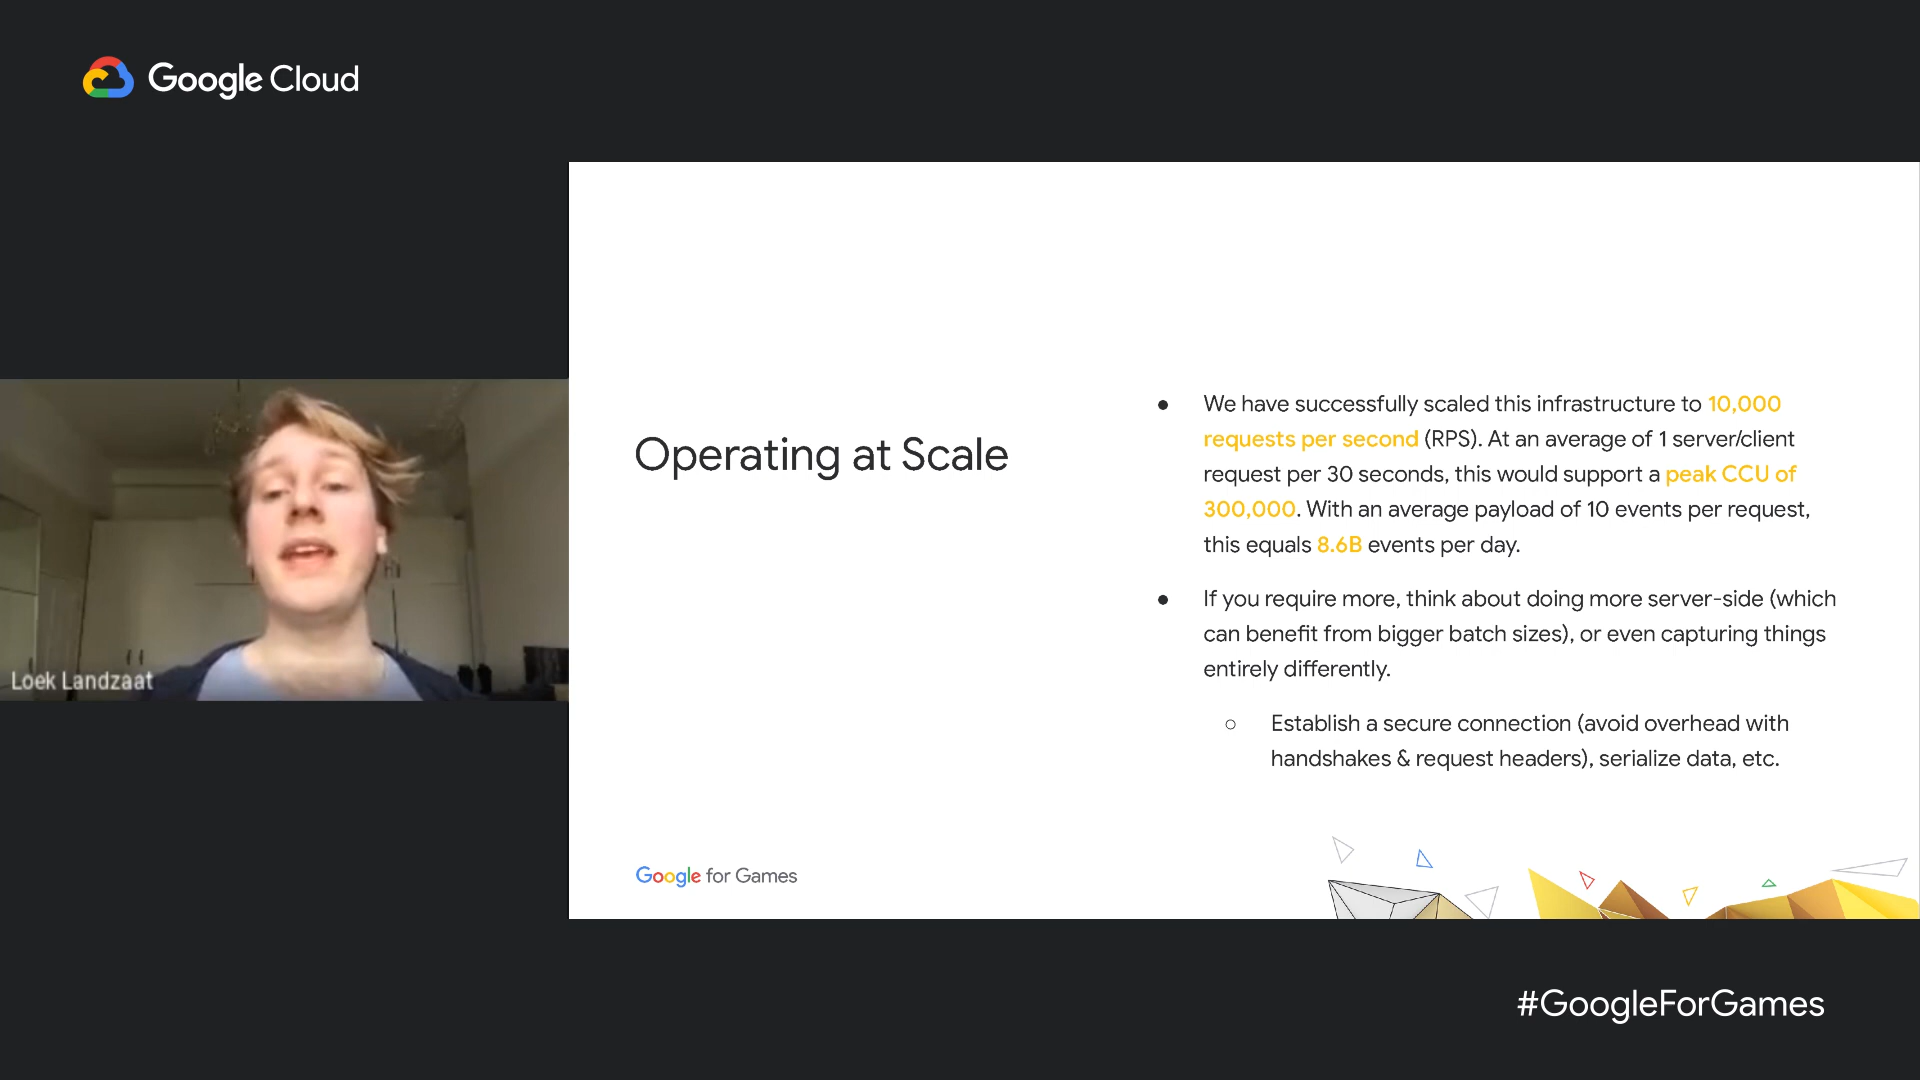 Google Cloud
Operating at Scale
● We have successfully scaled this infrastructure to 10,000
requests per second (RPS). At an average of 1 server/client
request per 30 seconds, this would support a peak CCU of
300,000. With an average payload of 10 events per request,
this equals 8.6B events per day.
● If you require more, think about doing more server-side (which
can benefit from bigger batch sizes), or even capturing things
entirely differently.
○ Establish a secure connection (avoid overhead with
handshakes & request headers), serialize data, etc.
Loek Landzaat
Google for Games
#GoogleForGames